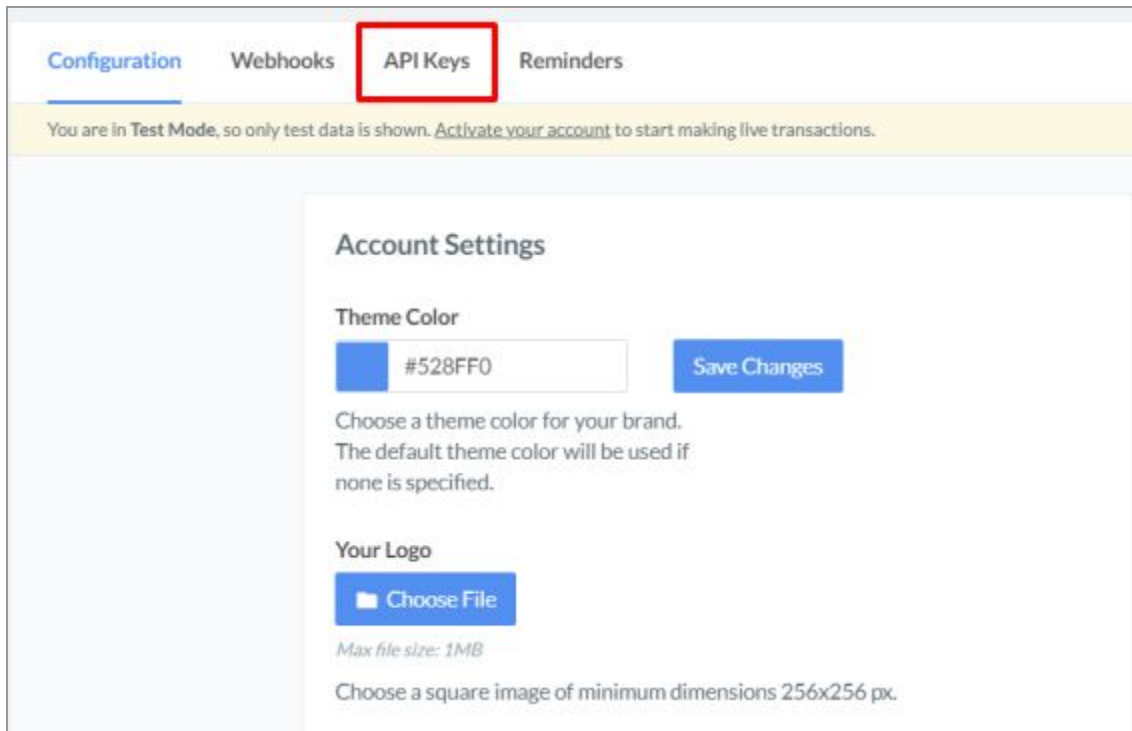 Configuration Webhooks API Keys Reminders
You are in Test Mode, so only test data is shown. Activate your account to start making live transactions.
Account Settings
Theme Color
#528FF0 Save Changes
Choose a theme color for your brand.
The default theme color will be used if
none is specified.
Your Logo
Choose File
Max file size: 1MB
Choose a square image of minimum dimensions 256x256 px.